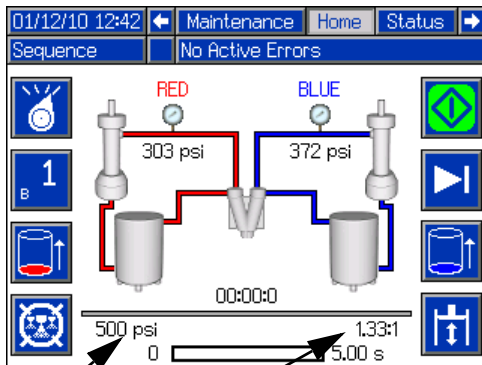 01/12/10 12:42 Maintenance Home Status
Sequence No Active Errors
RED BLUE
303 psi 372 psi
1
B
00:00:0
500 psi 1.33:1
0 5.00 s